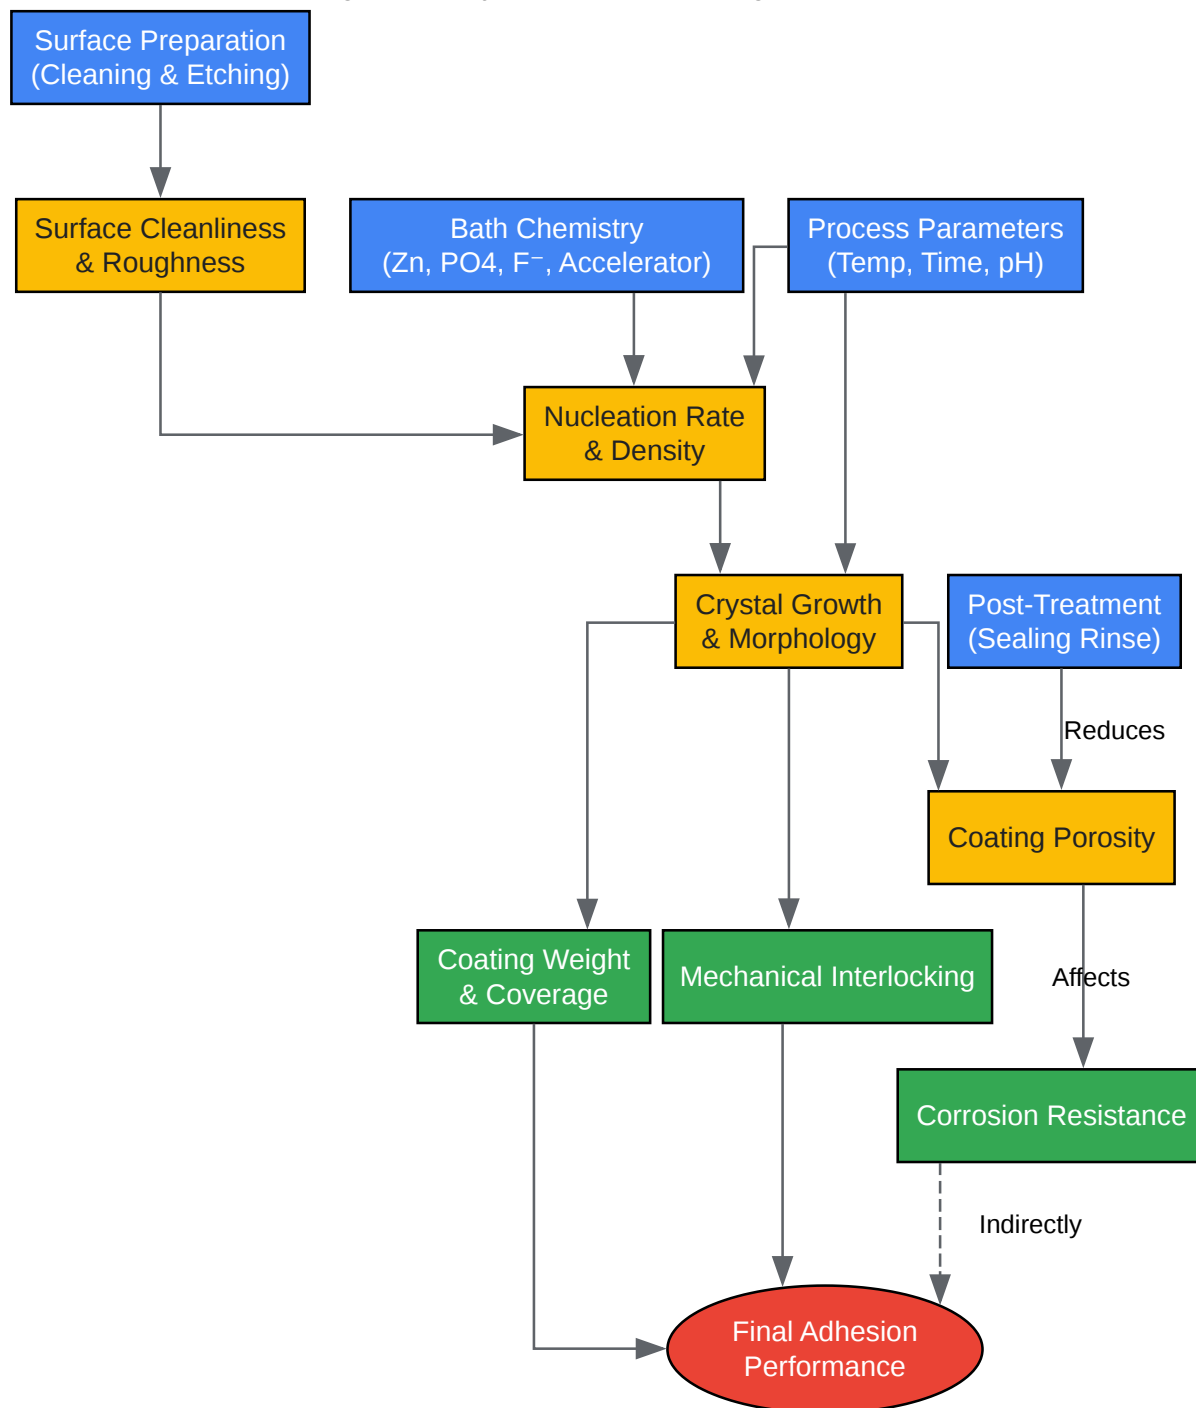 Surface Preparation
(Cleaning & Etching)
Surface Cleanliness
& Roughness
Bath Chemistry
(Zn, PO4, F⁻, Accelerator)
Process Parameters
(Temp, Time, pH)
Nucleation Rate
& Density
Crystal Growth
& Morphology
Post-Treatment
(Sealing Rinse)
Reduces
Coating Porosity
Coating Weight
& Coverage
Mechanical Interlocking
Affects
Corrosion Resistance
Indirectly
Final Adhesion
Performance